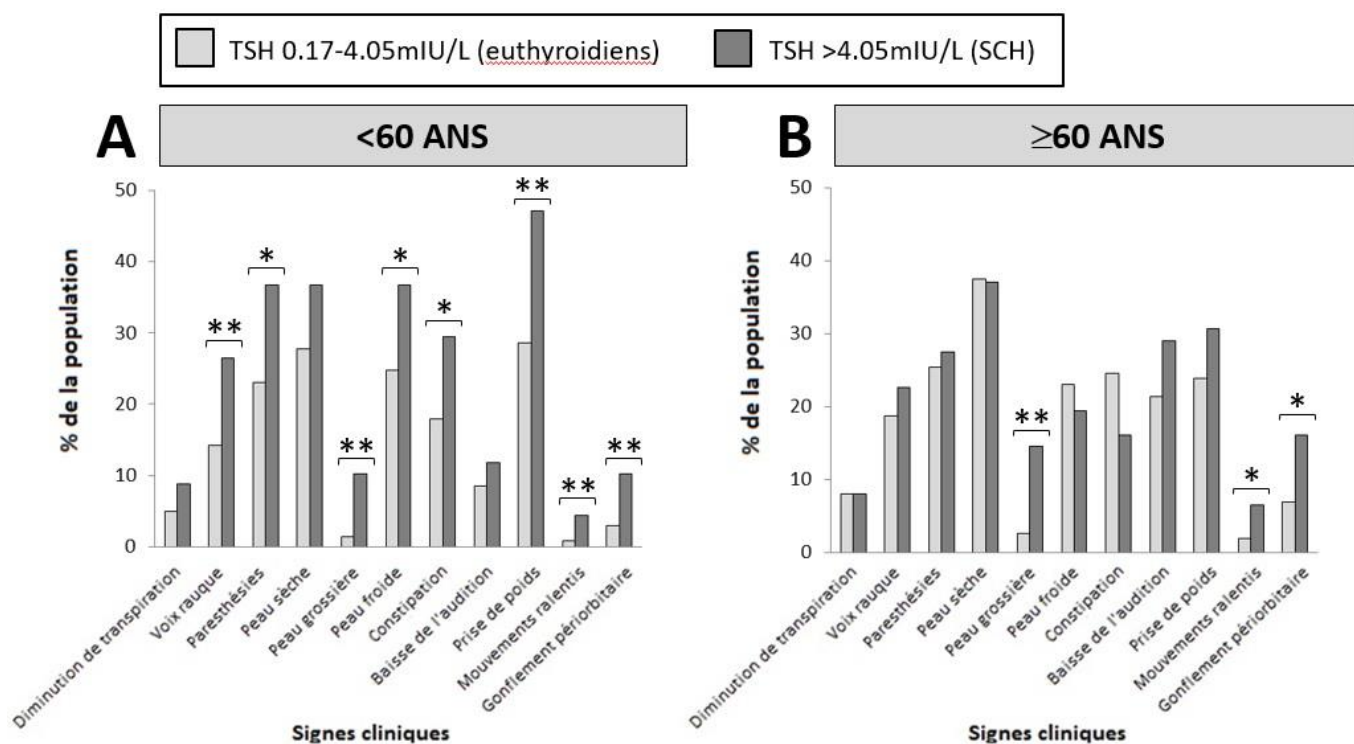 TSH 0.17-4.05mIU/L (euthyroidiens)
TSH >4.05mIU/L (SCH)
A
<60 ANS
50
40
30
20
10
0
% de la population
**
*
**
*
*
**
**
**
Diminution de transpiration
Voix rauque
Paresthésies
Peau sèche
Peau grossière
Peau froide
Constipation
Baisse de l'audition
Prise de poids
Mouvements ralentis
Gonflement périorbitaire
Signes cliniques
B
≥60 ANS
50
40
30
20
10
0
% de la population
**
*
*
Diminution de transpiration
Voix rauque
Paresthésies
Peau sèche
Peau grossière
Peau froide
Constipation
Baisse de l'audition
Prise de poids
Mouvements ralentis
Gonflement périorbitaire
Signes cliniques